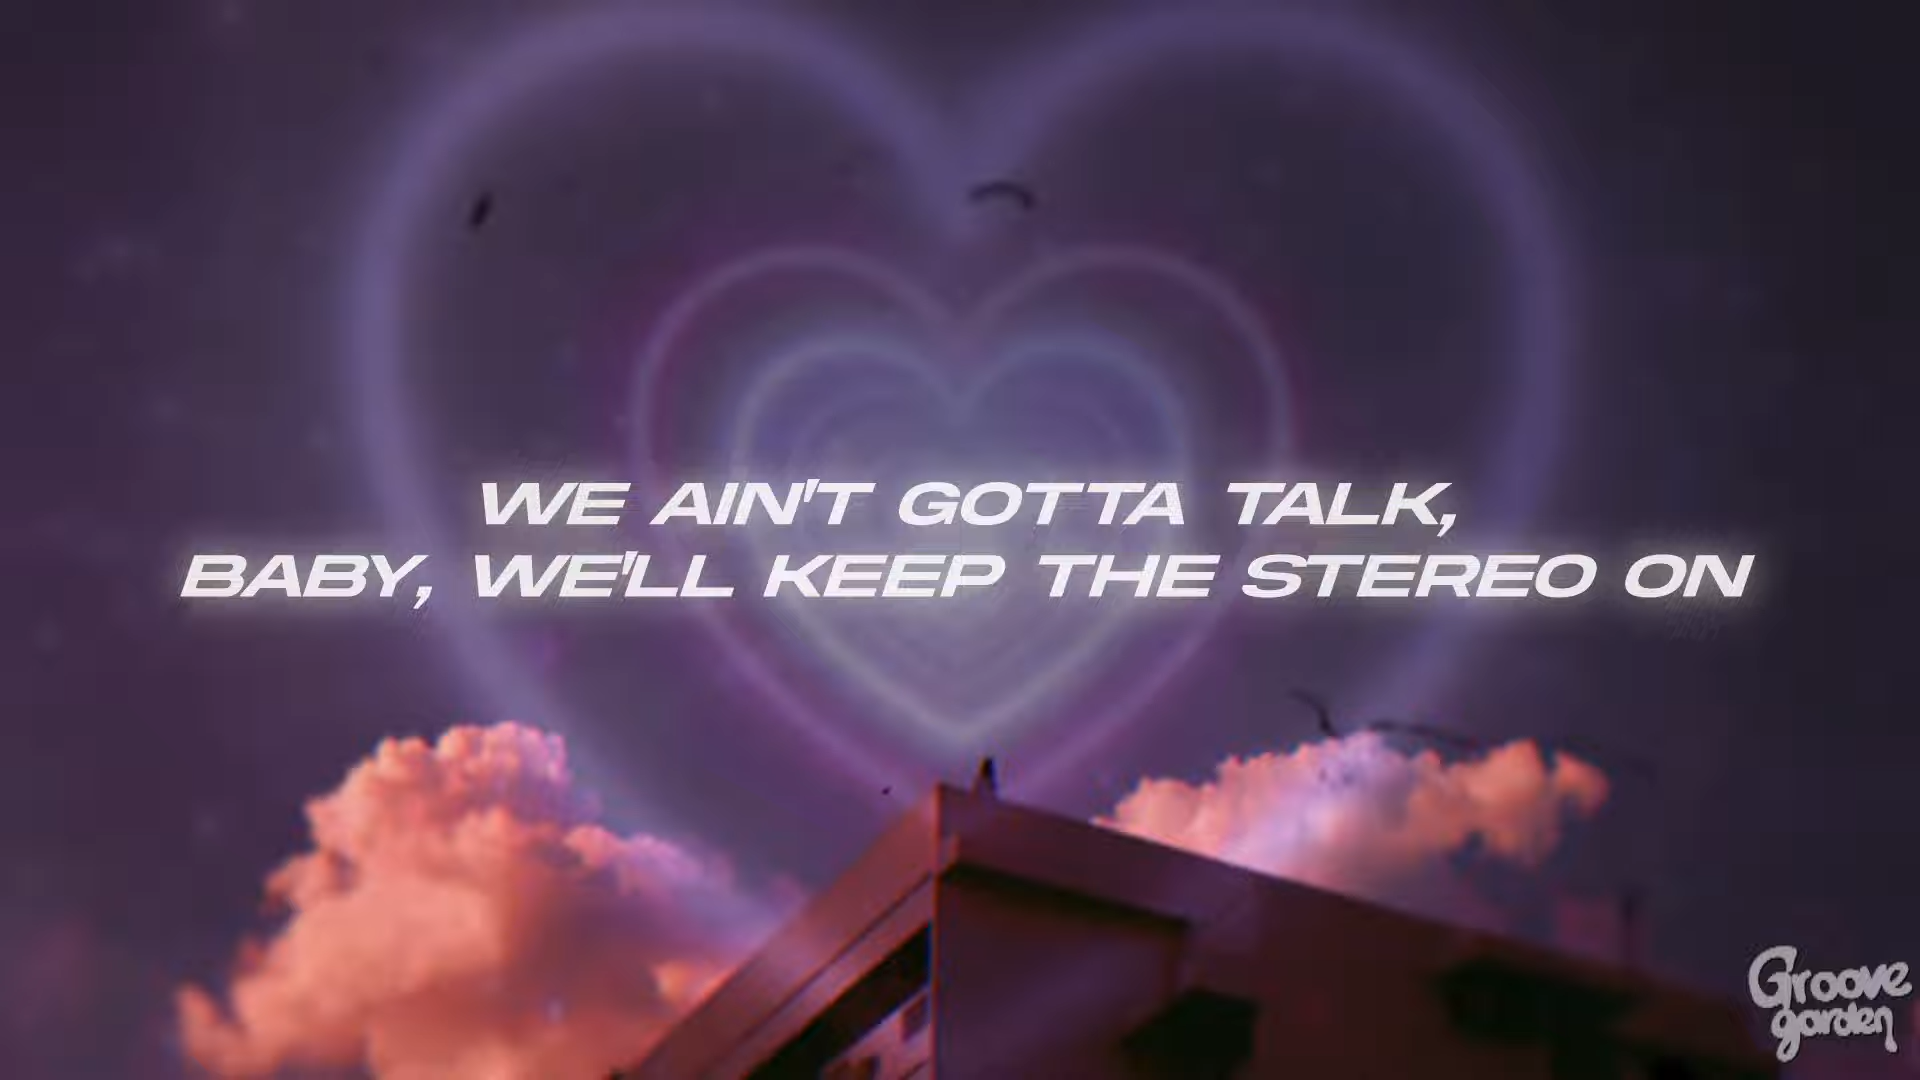 WE AIN'T GOTTA TALK,
BABY, WE'LL KEEP THE STEREO ON
Groove
garden